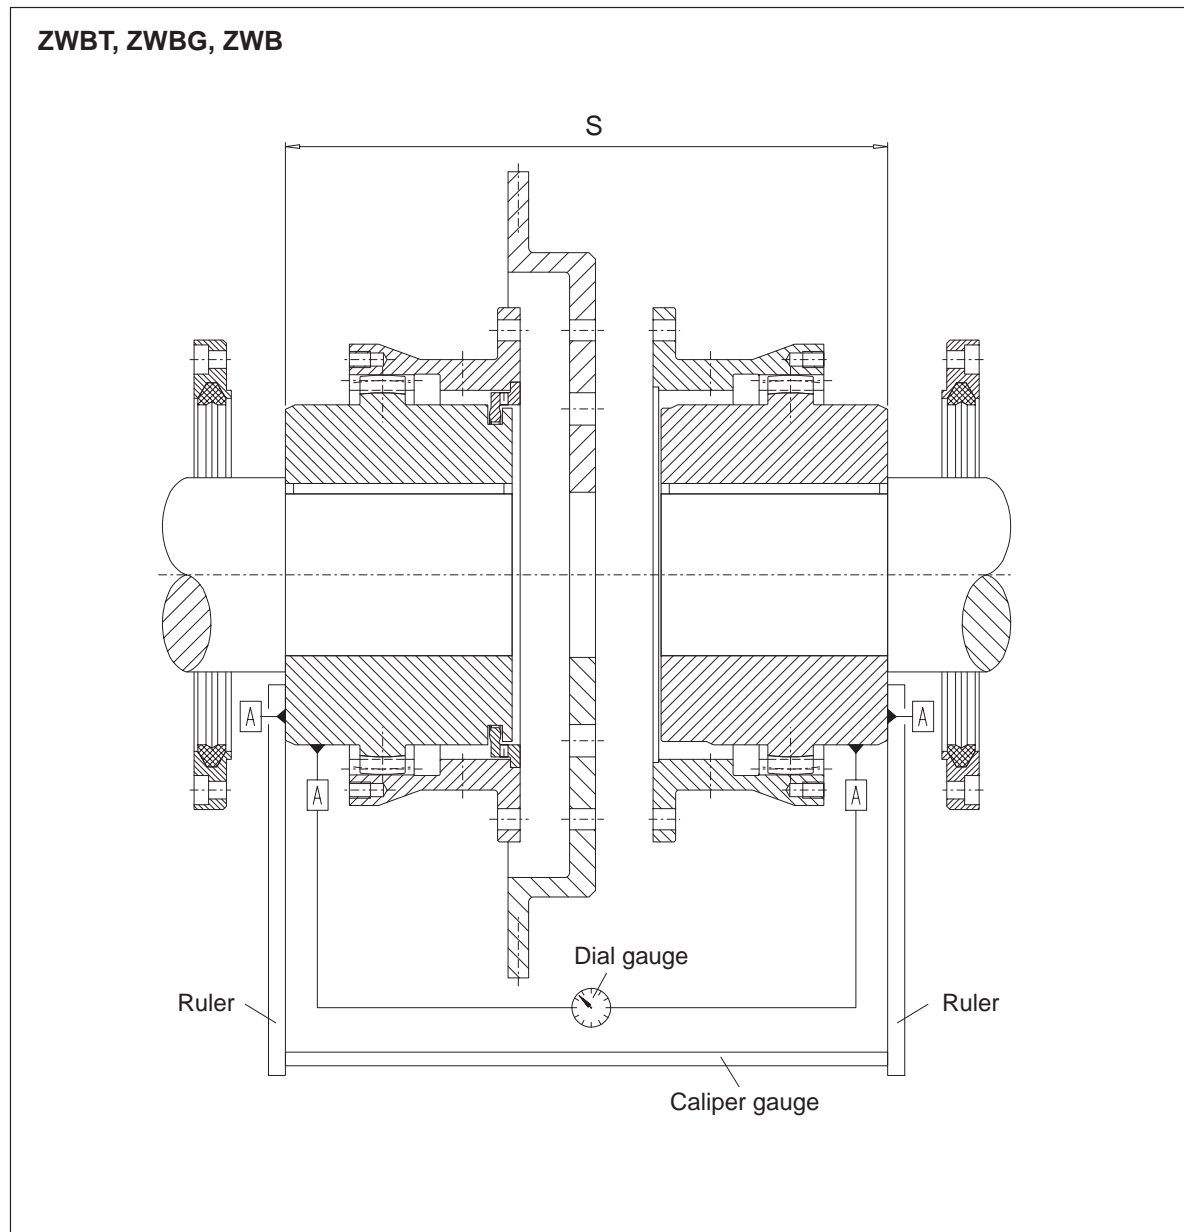 ZWBT, ZWBG, ZWB
S
A
A
A
A
Dial gauge
Ruler
Ruler
Caliper gauge